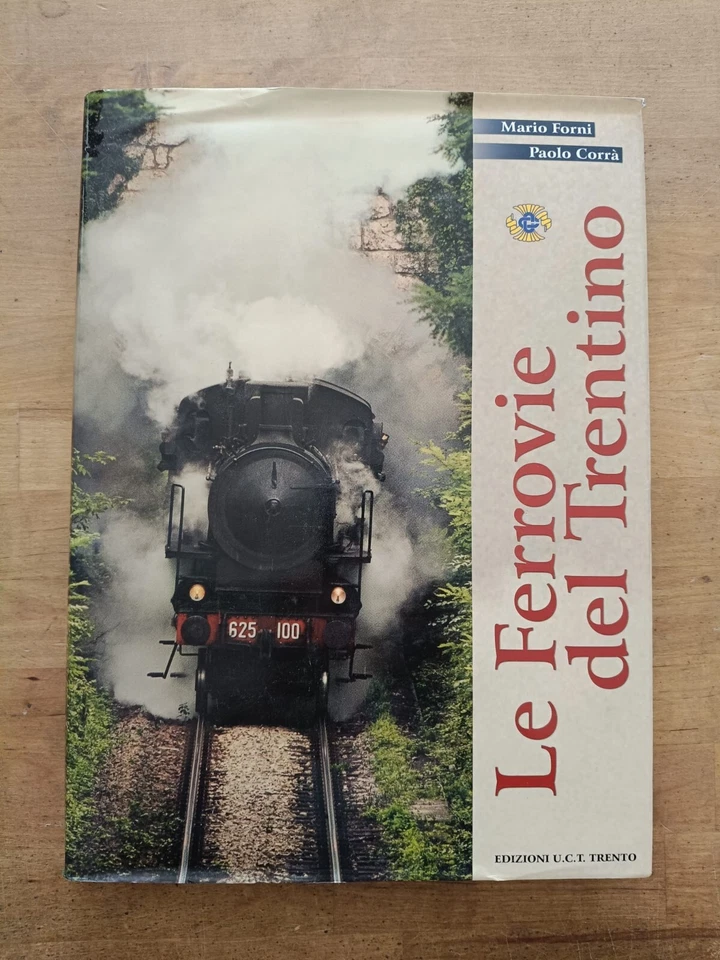 Mario Forni
Paolo Corrà
Le Ferrovie
del Trentino
625 100
EDIZIONI U.C.T. TRENTO